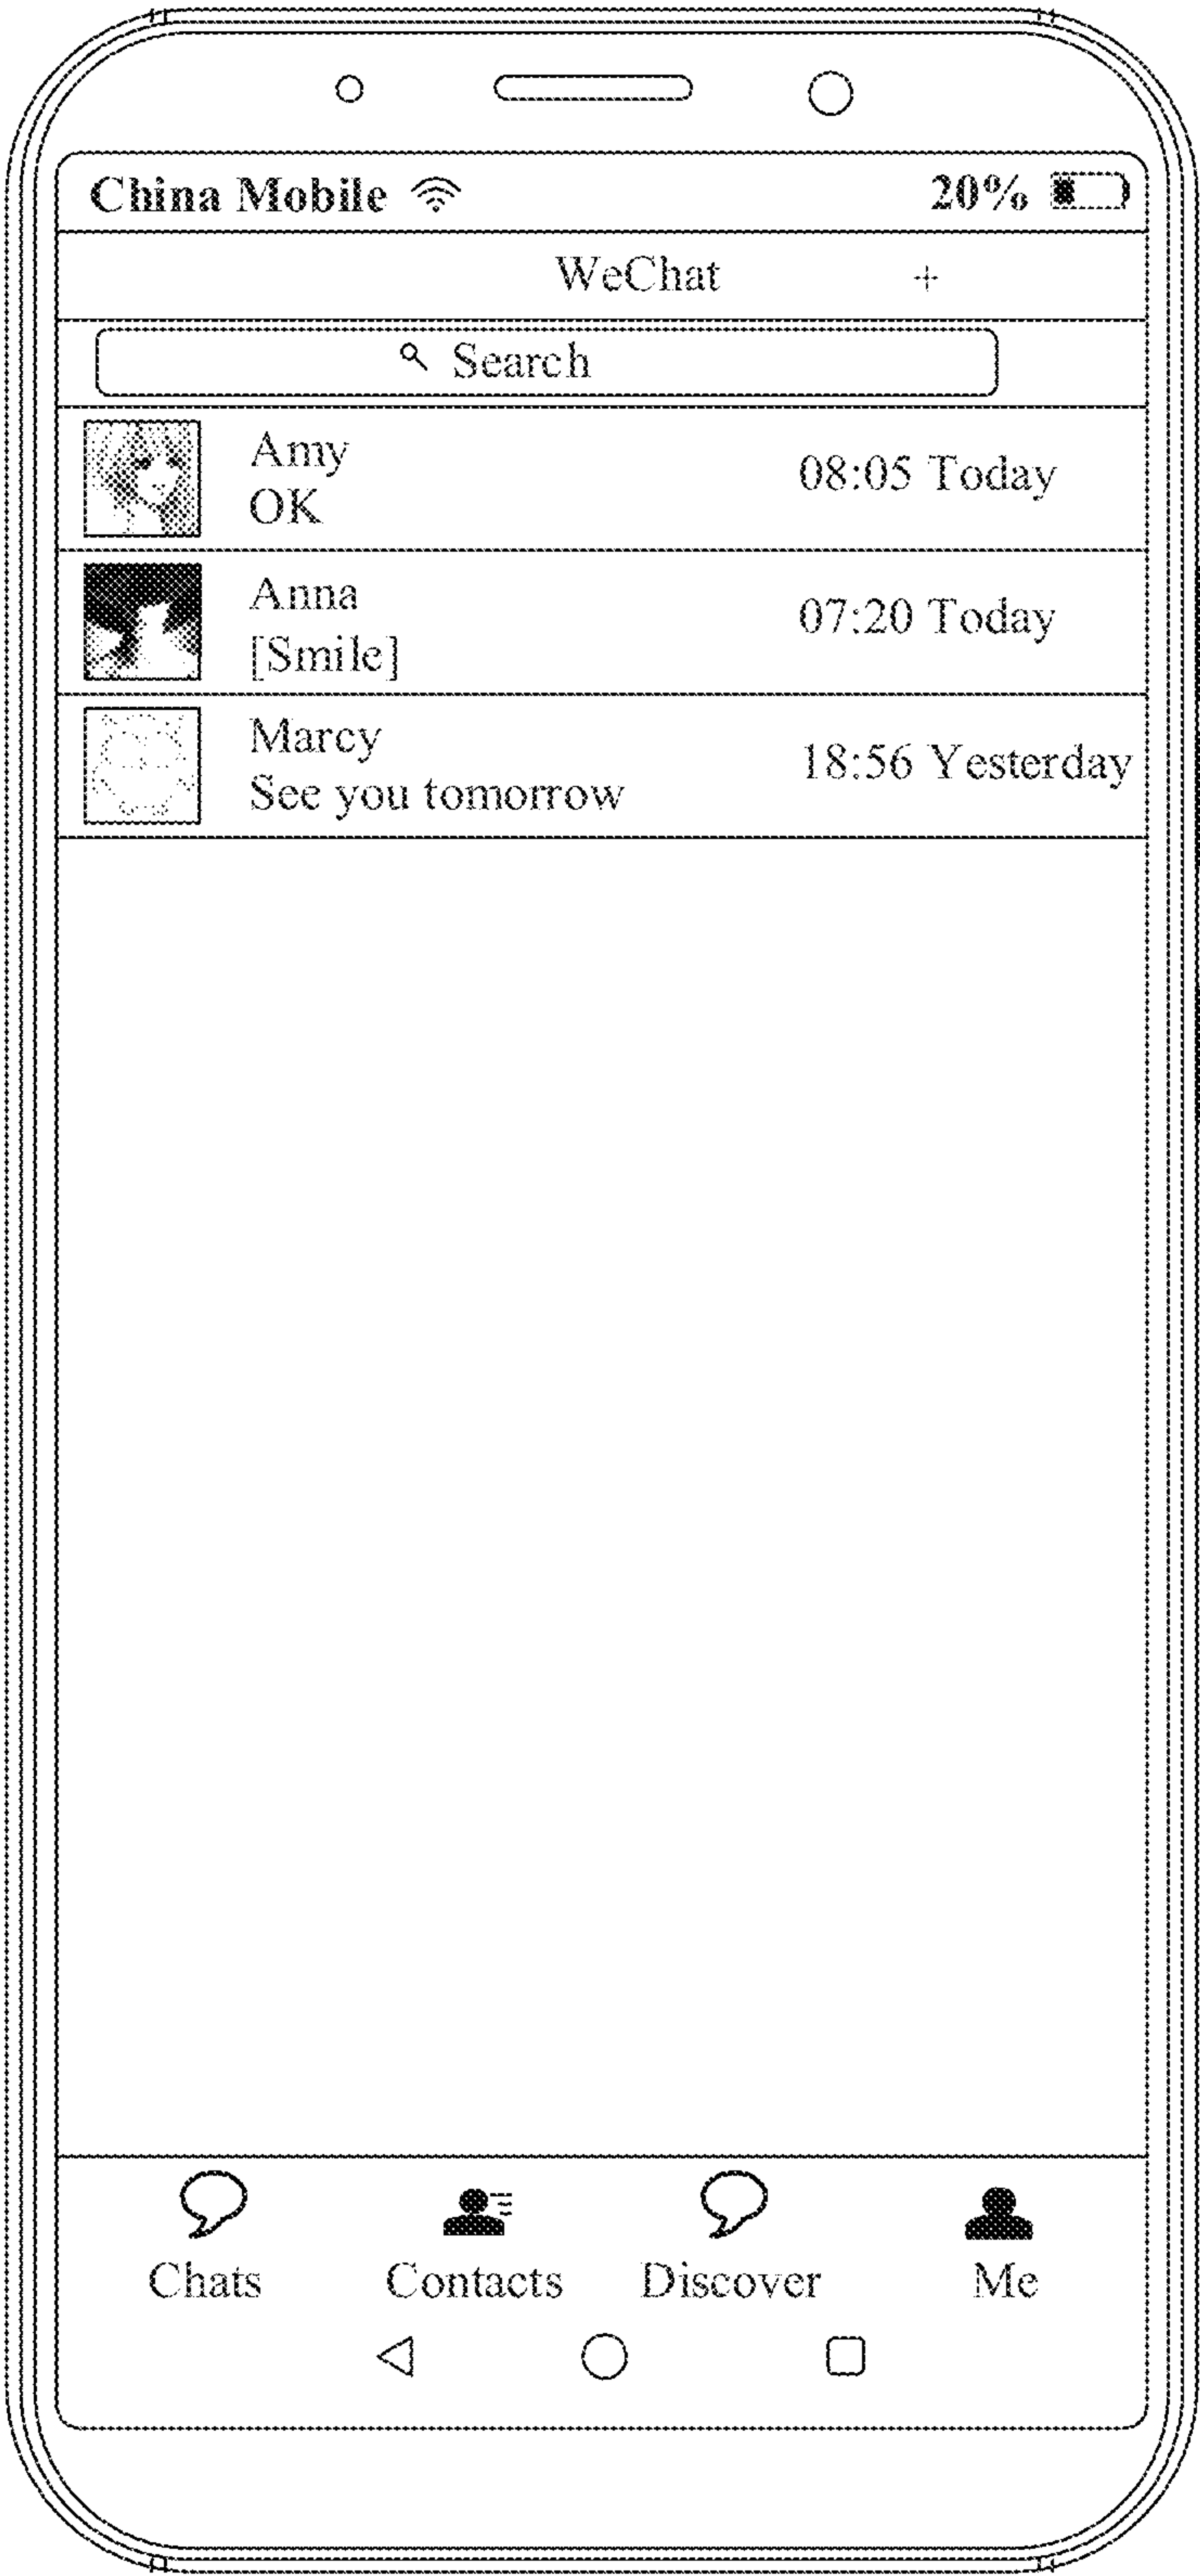 China Mobile 20%
WeChat +
Search
Amy
OK
08:05 Today
Anna
[Smile]
07:20 Today
Marcy
See you tomorrow
18:56 Yesterday
Chats Contacts Discover Me